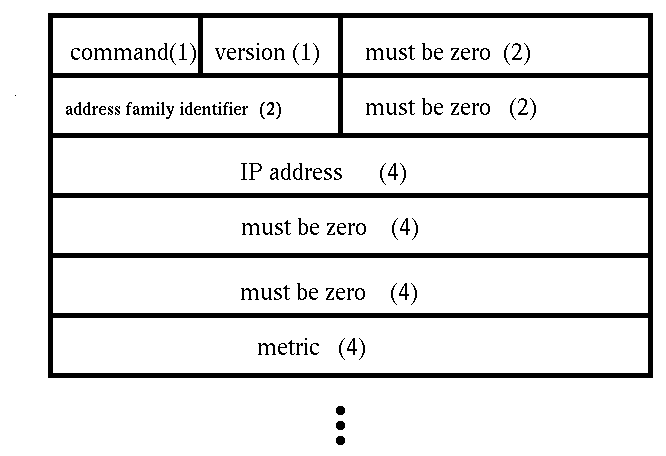 command(1) version (1) must be zero (2)
address family identifier (2) must be zero (2)
IP address (4)
must be zero (4)
must be zero (4)
metric (4)